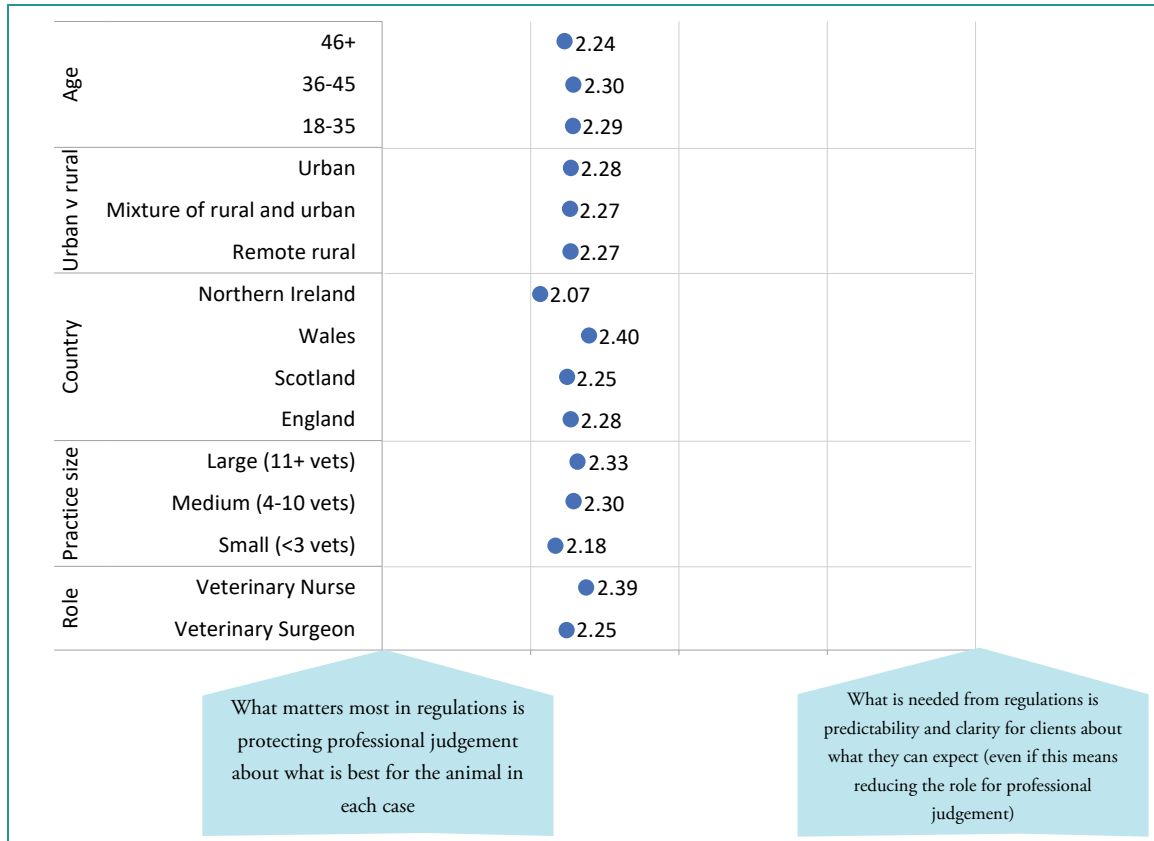 Age
46+ 2.24
36-45 2.30
18-35 2.29
Urban v rural
Urban 2.28
Mixture of rural and urban 2.27
Remote rural 2.27
Country
Northern Ireland 2.07
Wales 2.40
Scotland 2.25
England 2.28
Practice size
Large (11+ vets) 2.33
Medium (4-10 vets) 2.30
Small (<3 vets) 2.18
Role
Veterinary Nurse 2.39
Veterinary Surgeon 2.25
What matters most in regulations is
protecting professional judgement
about what is best for the animal in
each case
What is needed from regulations is
predictability and clarity for clients about
what they can expect (even if this means
reducing the role for professional
judgement)